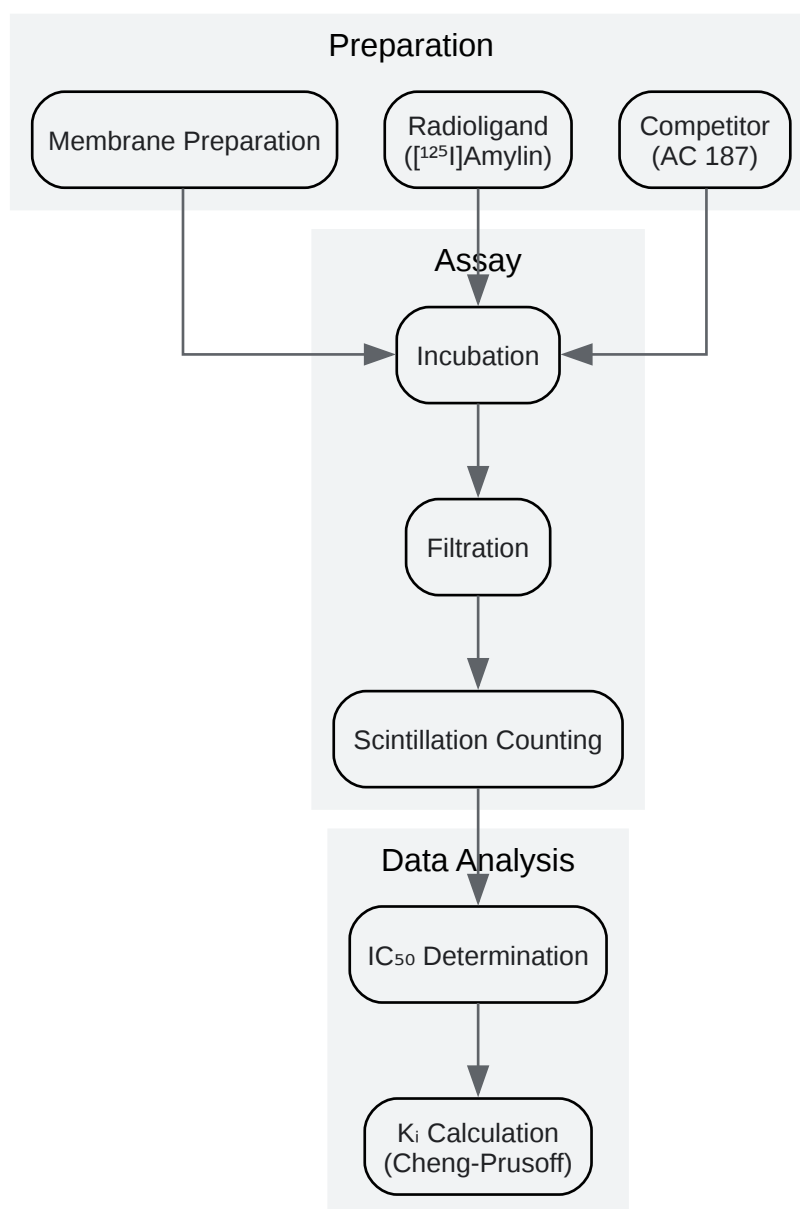 Preparation
Membrane Preparation
Radioligand
([¹²⁵I]Amylin)
Competitor
(AC 187)
Assay
Incubation
Filtration
Scintillation Counting
Data Analysis
IC₅₀ Determination
Kᵢ Calculation
(Cheng-Prusoff)